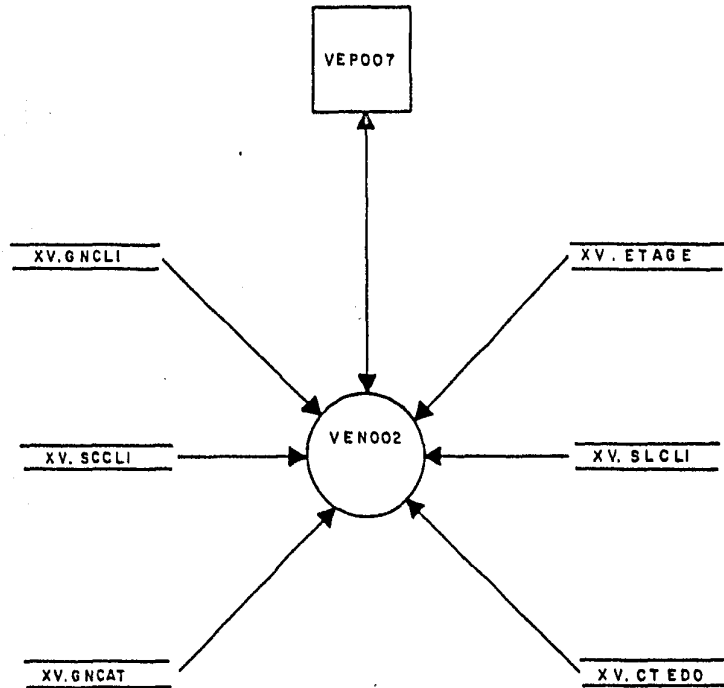 VEP007
XV.GNCLI
XV. ETAGE
VEN002
XV. SCCLI
XV. SLCLI
XV.GNCAT
XV. CTEDO